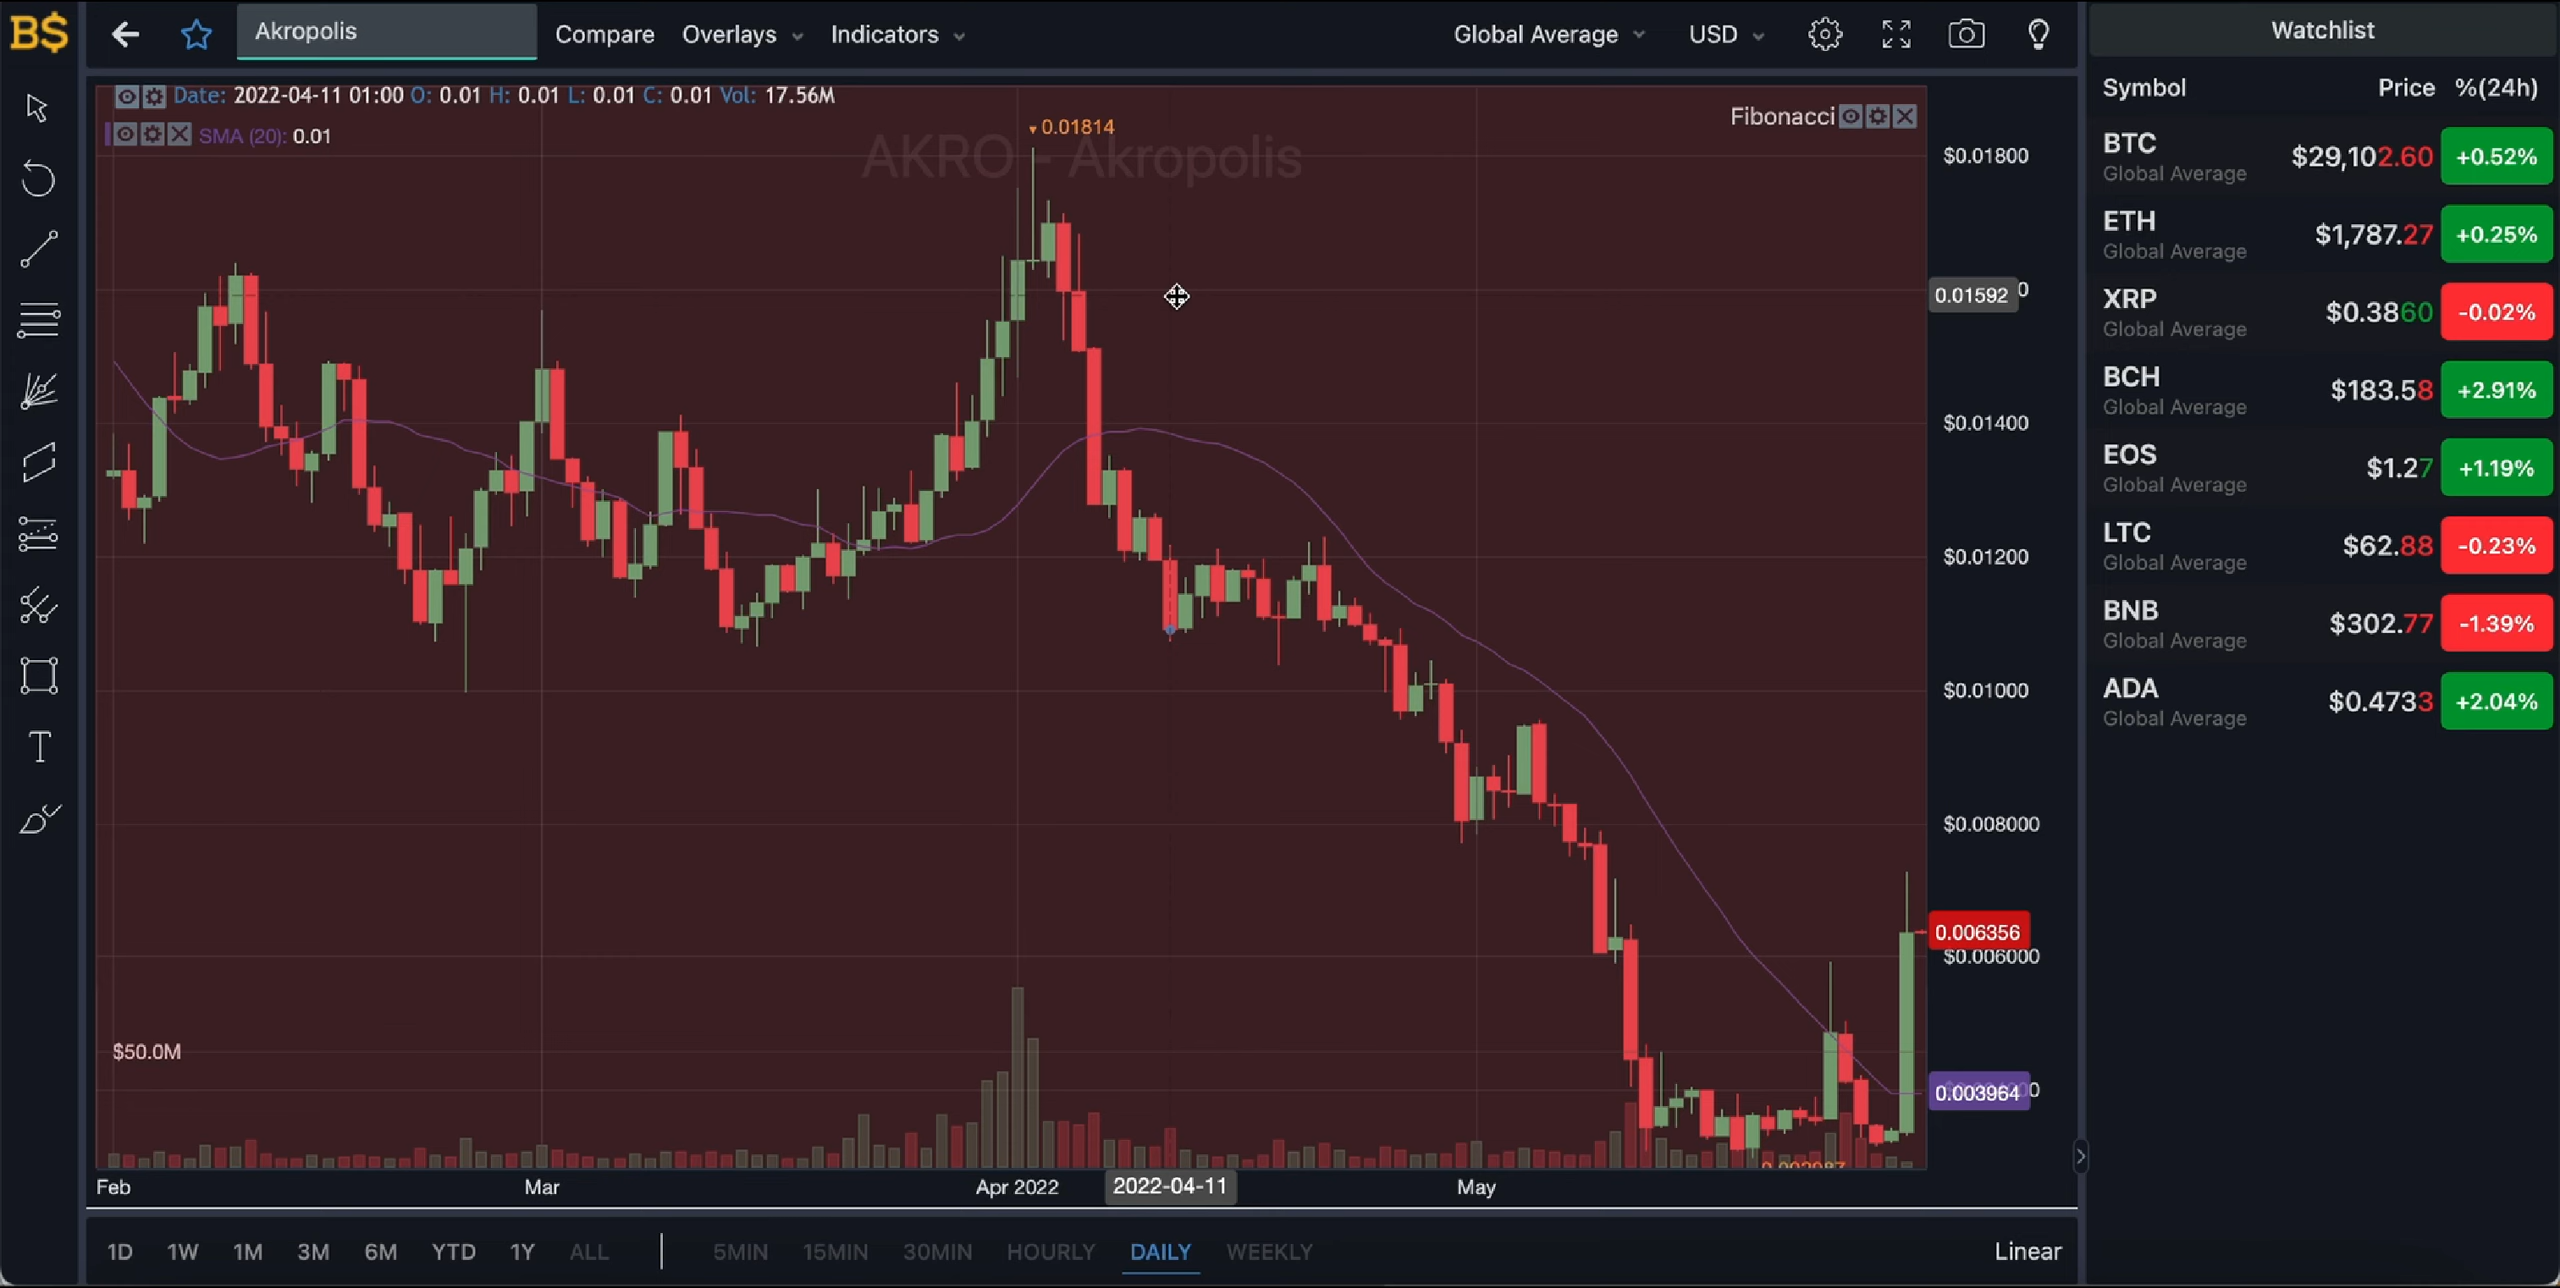 B$
Akropolis
Compare Overlays Indicators
Global Average USD
Date: 2022-04-11 01:00 O: 0.01 H: 0.01 L: 0.01 C: 0.01 Vol: 17.56M
SMA (20): 0.01
Fibonacci
0.01814
AKRO - Akropolis
$0.01800
0.01592
$0.01400
$0.01200
$0.01000
$0.008000
0.006356
$0.006000
0.003964
$50.0M
Feb Mar Apr 2022 2022-04-11 May
1D 1W 1M 3M 6M YTD 1Y ALL 5MIN 15MIN 30MIN HOURLY DAILY WEEKLY Linear
Watchlist
Symbol Price %(24h)
BTC $29,102.60 +0.52%
Global Average
ETH $1,787.27 +0.25%
Global Average
XRP $0.3860 -0.02%
Global Average
BCH $183.58 +2.91%
Global Average
EOS $1.27 +1.19%
Global Average
LTC $62.88 -0.23%
Global Average
BNB $302.77 -1.39%
Global Average
ADA $0.4733 +2.04%
Global Average